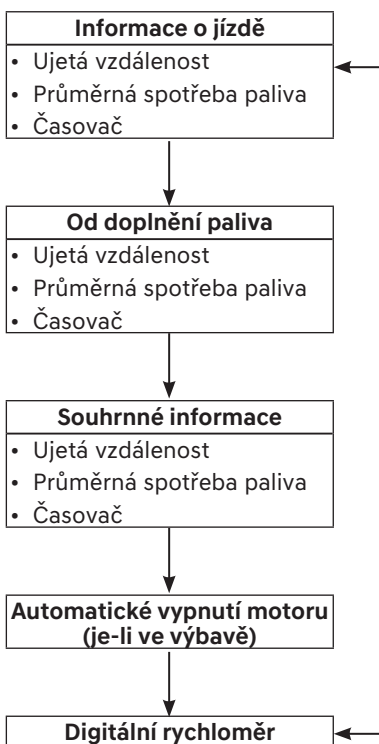 Informace o jízdě
• Ujetá vzdálenost
• Průměrná spotřeba paliva
• Časovač
Od doplnění paliva
• Ujetá vzdálenost
• Průměrná spotřeba paliva
• Časovač
Souhrnné informace
• Ujetá vzdálenost
• Průměrná spotřeba paliva
• Časovač
Automatické vypnutí motoru
(je-li ve výbavě)
Digitální rychloměr